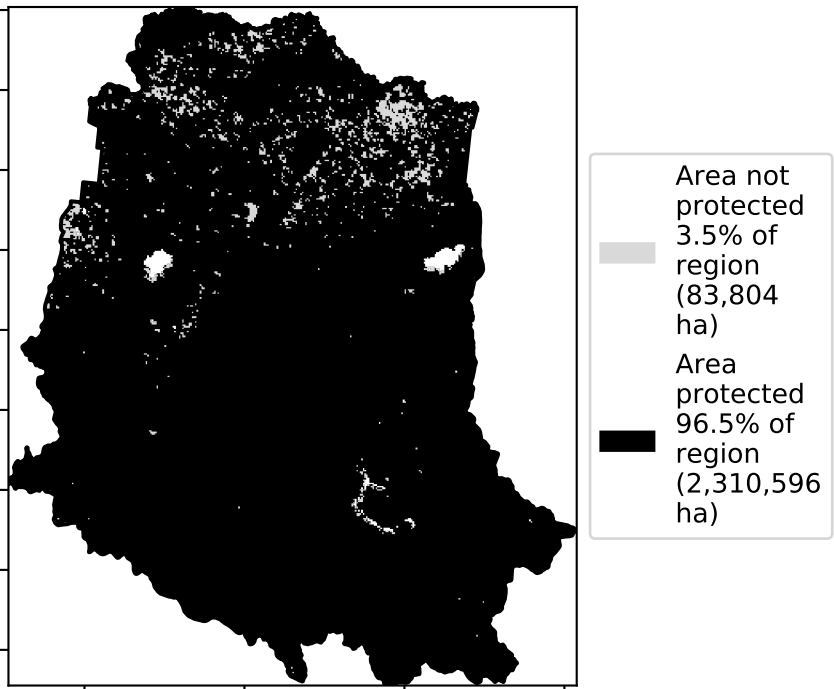 Area not
protected
3.5% of
region
(83,804
ha)
Area
protected
96.5% of
region
(2,310,596
ha)